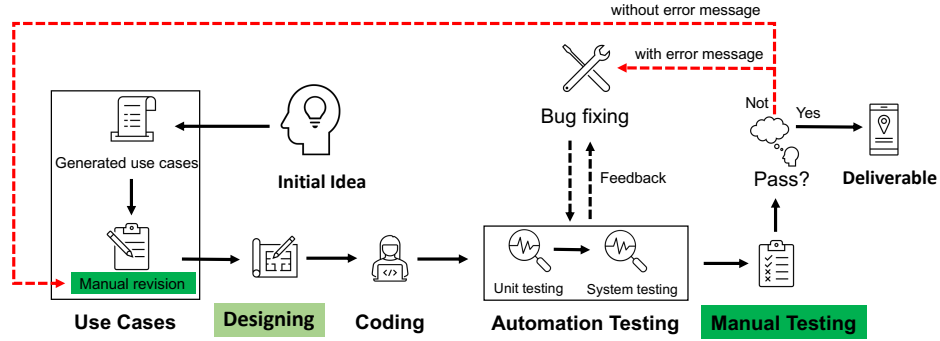 without error message
with error message
Not
Yes
Bug fixing
Generated use cases
Initial Idea
Feedback
Pass?
Deliverable
Manual revision
Unit testing
System testing
Use Cases
Designing
Coding
Automation Testing
Manual Testing